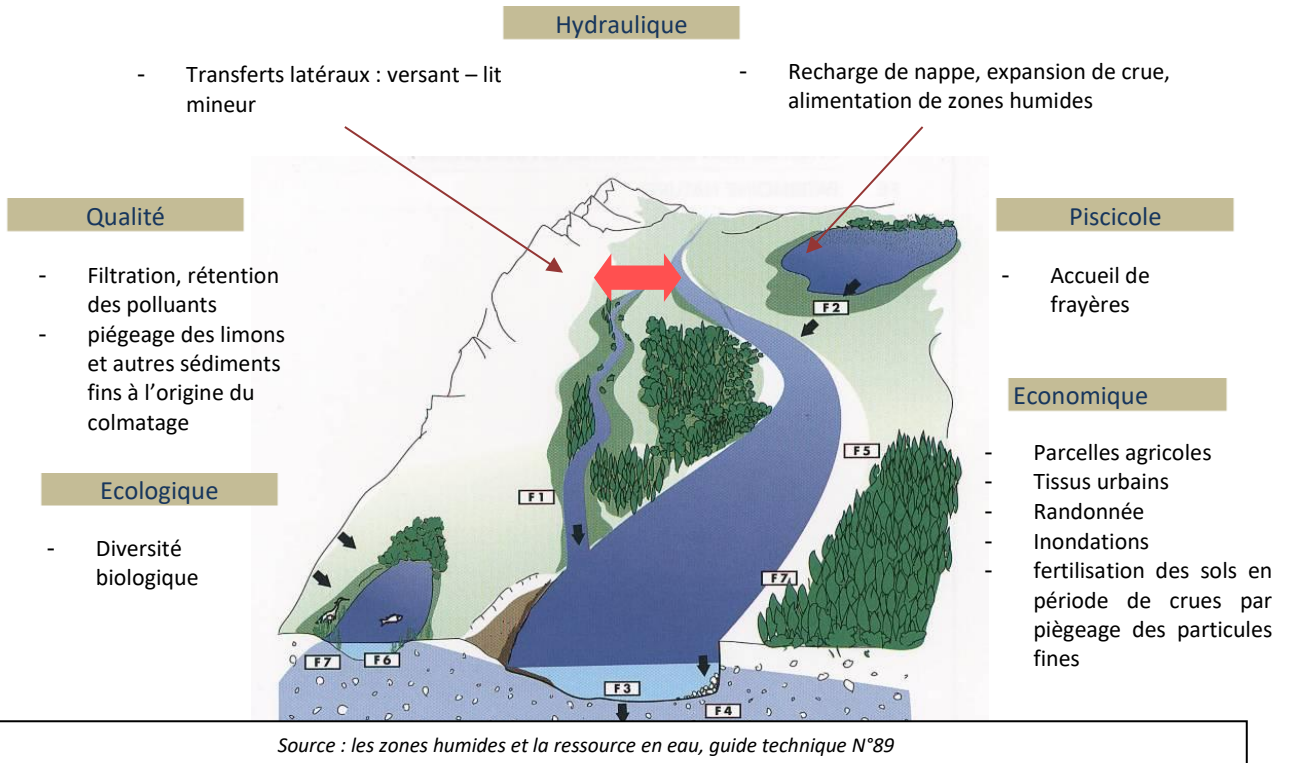 Hydraulique
- Transferts latéraux : versant – lit
mineur
- Recharge de nappe, expansion de crue,
alimentation de zones humides
Qualité
- Filtration, rétention
des polluants
- piégeage des limons
et autres sédiments
fins à l’origine du
colmatage
Ecologique
- Diversité
biologique
Piscicole
- Accueil de
frayères
Economique
- Parcelles agricoles
- Tissus urbains
- Randonnée
- Inondations
- fertilisation des sols en
période de crues par
piègeage des particules
fines
F2
F5
F1
F7
F7
F6
F3
F4
Source : les zones humides et la ressource en eau, guide technique N°89